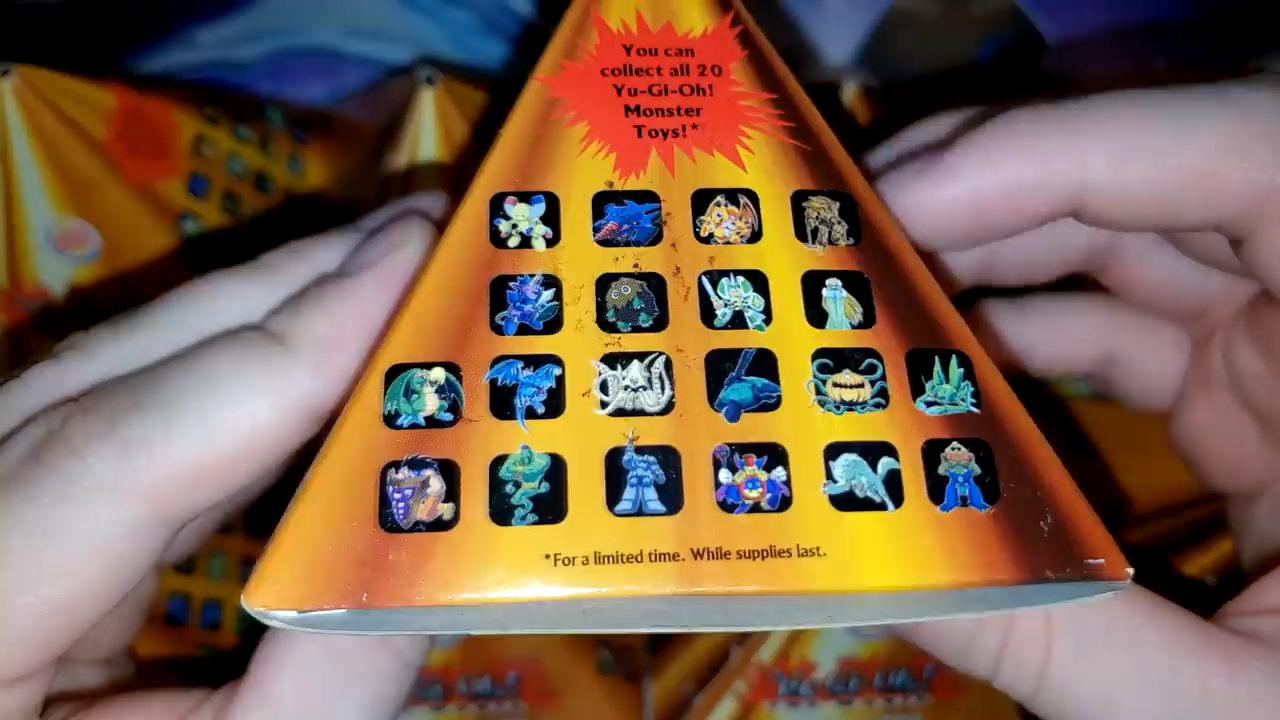 You can
collect all 20
Yu-Gi-Oh!
Monster
Toys!*
*For a limited time. While supplies last.